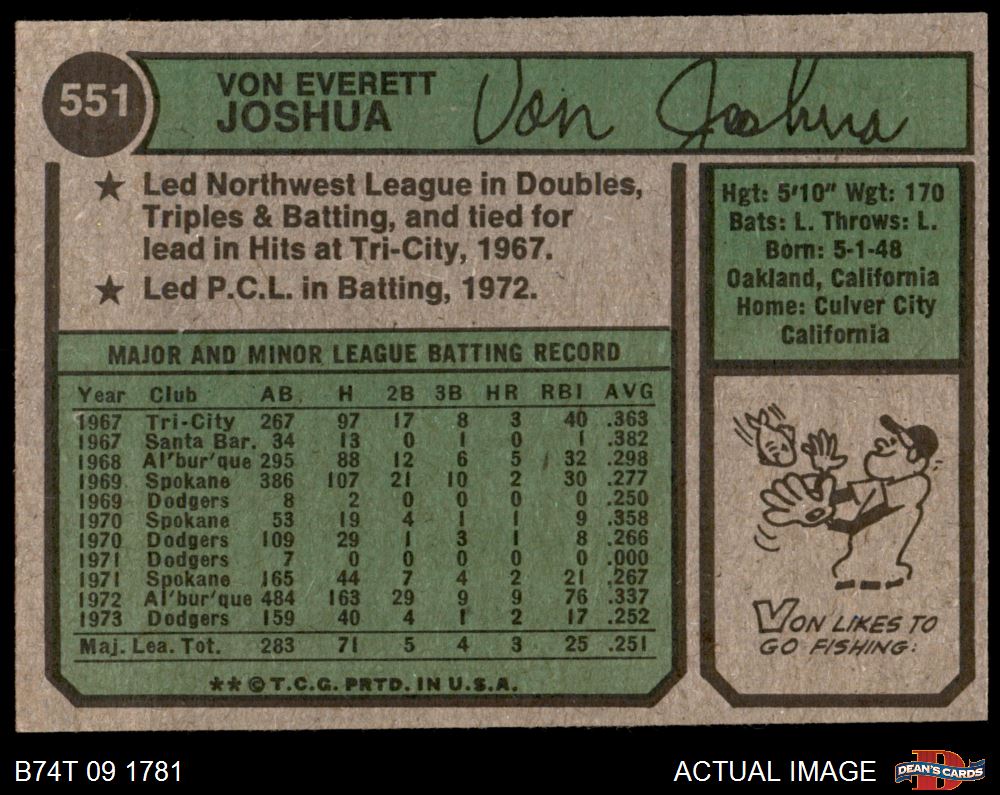 551
VON EVERETT
JOSHUA
Von Joshua
★ Led Northwest League in Doubles,
Triples & Batting, and tied for
lead in Hits at Tri-City, 1967.
★ Led P.C.L. in Batting, 1972.
Hgt: 5'10" Wgt: 170
Bats: L. Throws: L.
Born: 5-1-48
Oakland, California
Home: Culver City
California
MAJOR AND MINOR LEAGUE BATTING RECORD
Year Club AB. H 2B 3B HR RBI AVG
1967 Tri-City 267 97 17 8 3 40 .363
1967 Santa Bar. 34 13 0 1 0 1 .382
1968 Al'bur'que 295 88 12 6 5 32 .298
1969 Spokane 386 107 21 10 2 30 .277
1969 Dodgers 8 2 0 0 0 0 .250
1970 Spokane 53 19 4 1 1 9 .358
1970 Dodgers 109 29 1 3 1 8 .266
1971 Dodgers 7 0 0 0 0 0 .000
1971 Spokane 165 44 7 4 2 21 .267
1972 Al'bur'que 484 163 29 9 9 76 .337
1973 Dodgers 159 40 4 1 2 17 .252
Maj. Lea. Tot. 283 71 5 4 3 25 .251
**©T.C.G. PRTD. IN U.S.A.
VON LIKES TO
GO FISHING.
B74T 09 1781
ACTUAL IMAGE
D
DEAN'S CARDS